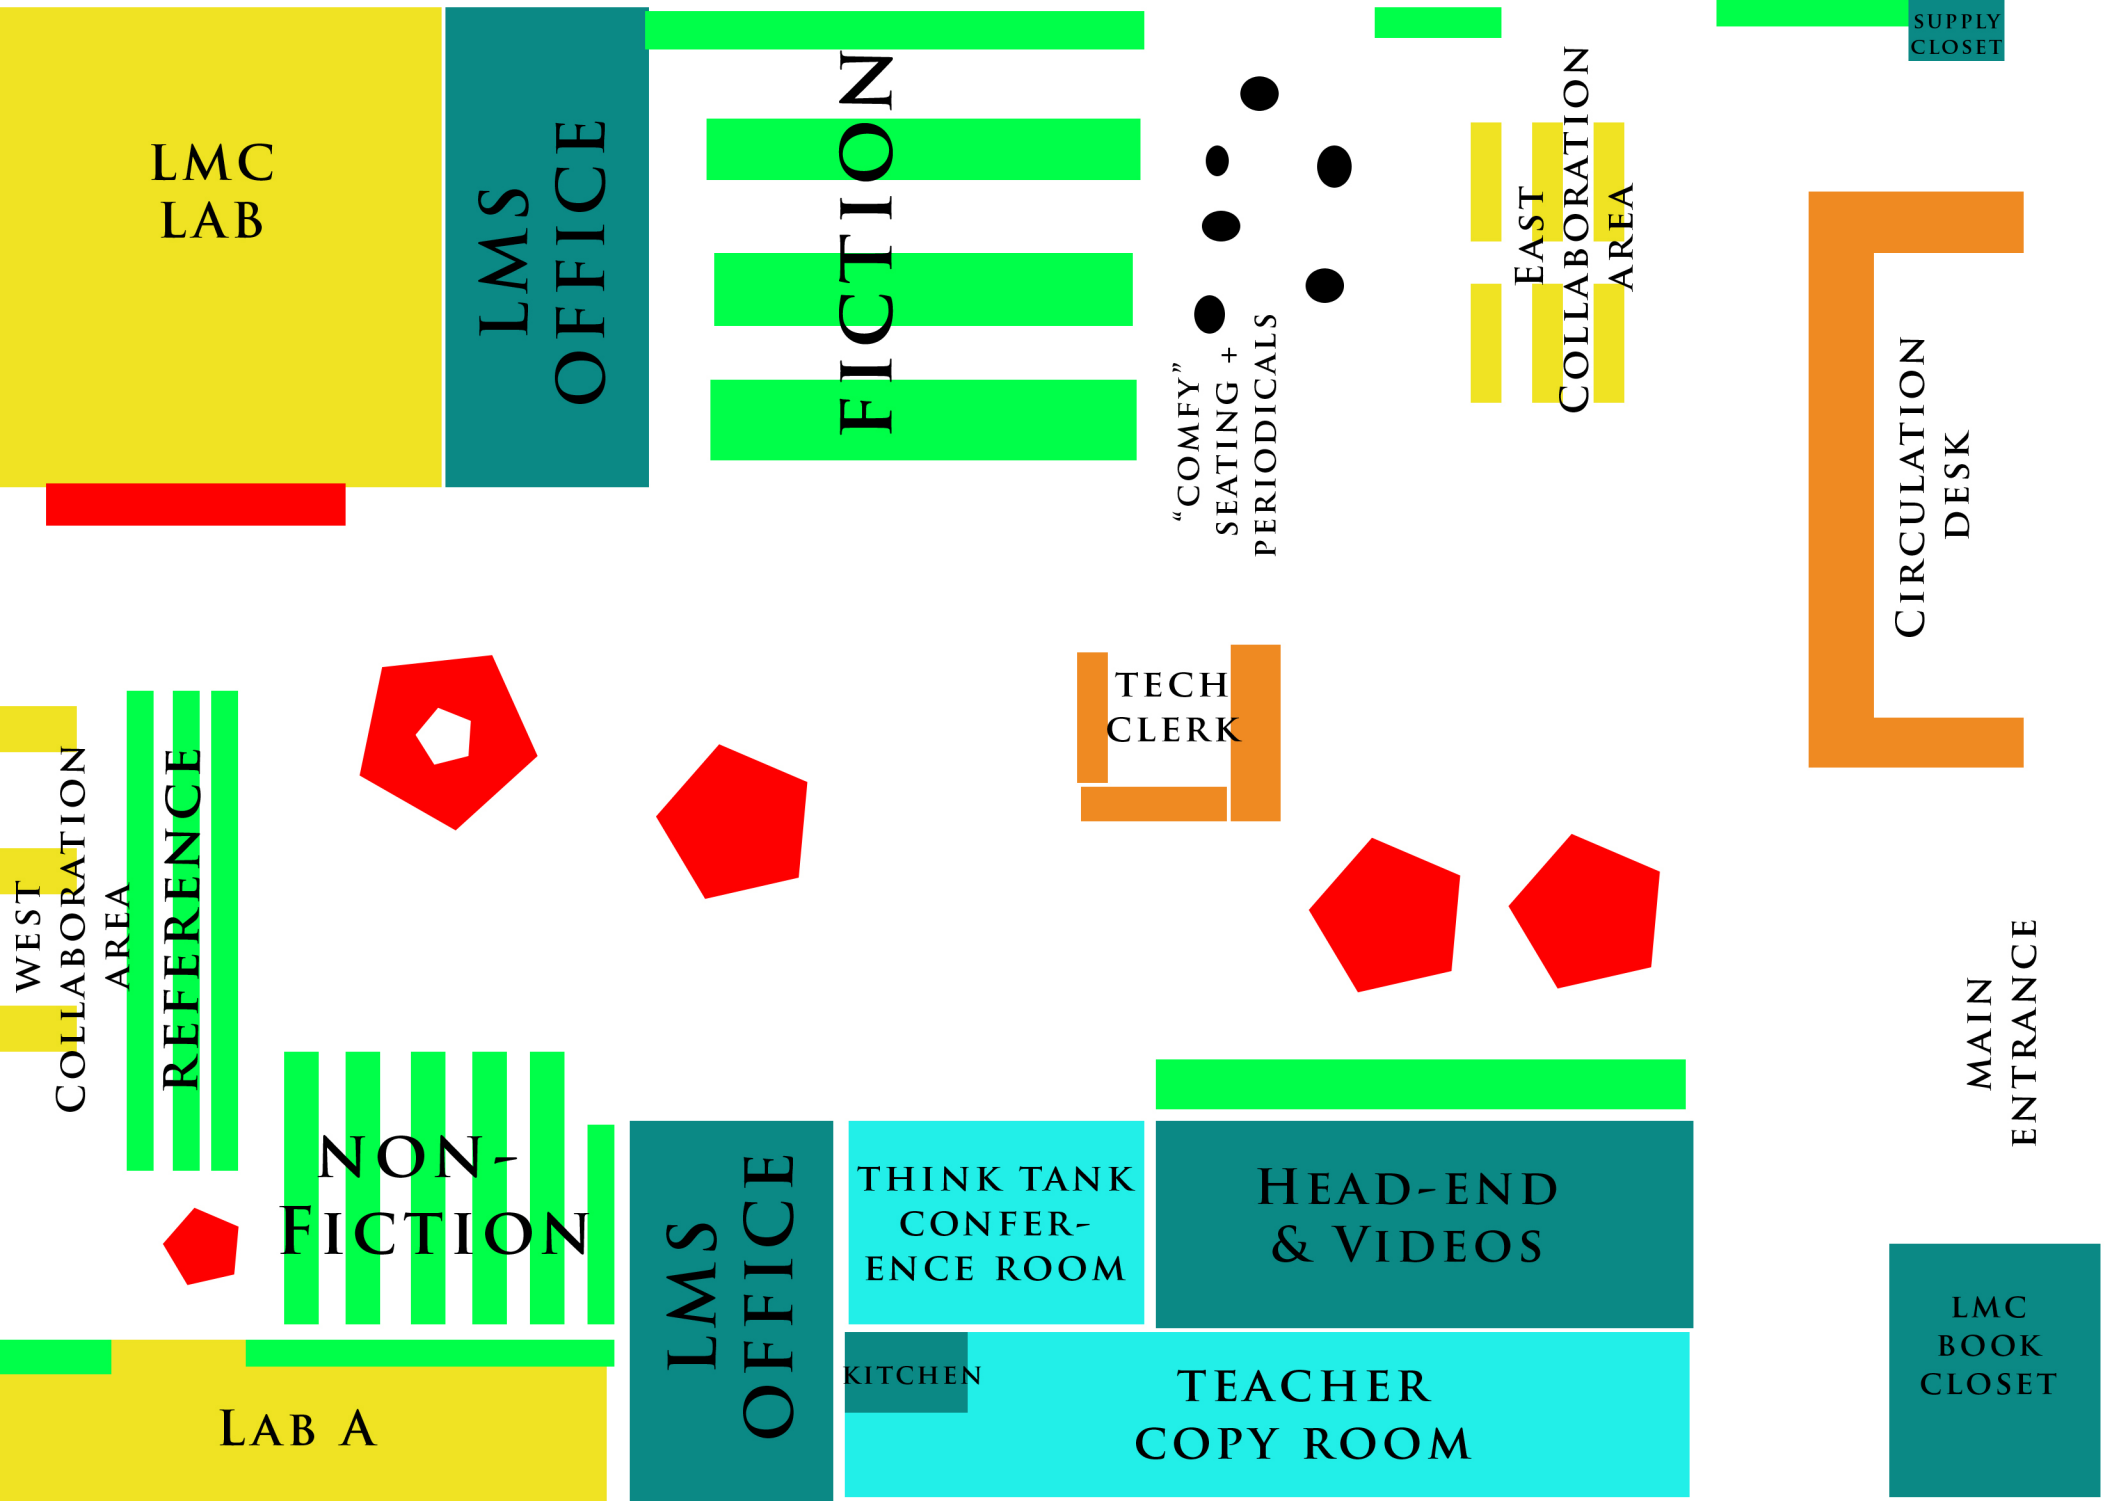 LMC
LAB
LMS
OFFICE
FICTION
"COMFY"
SEATING +
PERIODICALS
EAST
COLLABORATION
AREA
SUPPLY
CLOSET
CIRCULATION
DESK
TECH
CLERK
WEST
COLLABORATION
AREA
REFERENCE
NON-
FICTION
LMS
OFFICE
THINK TANK
CONFER-
ENCE ROOM
HEAD-END
& VIDEOS
MAIN
ENTRANCE
LAB A
KITCHEN
TEACHER
COPY ROOM
LMC
BOOK
CLOSET